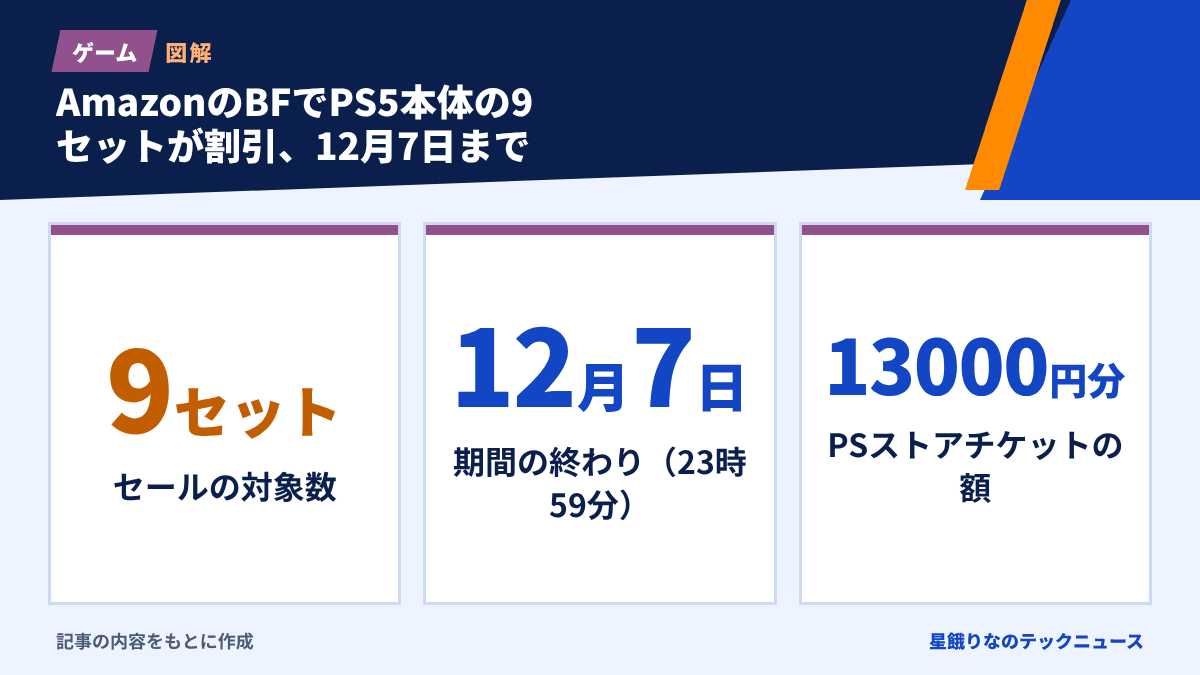 ゲーム 図解
AmazonのBFでPS5本体の9
セットが割引、12月7日まで
9セット
セールの対象数
12月7日
期間の終わり（23時
59分）
13000円分
PSストアチケットの
額
記事の内容をもとに作成
星餓りなのテックニュース